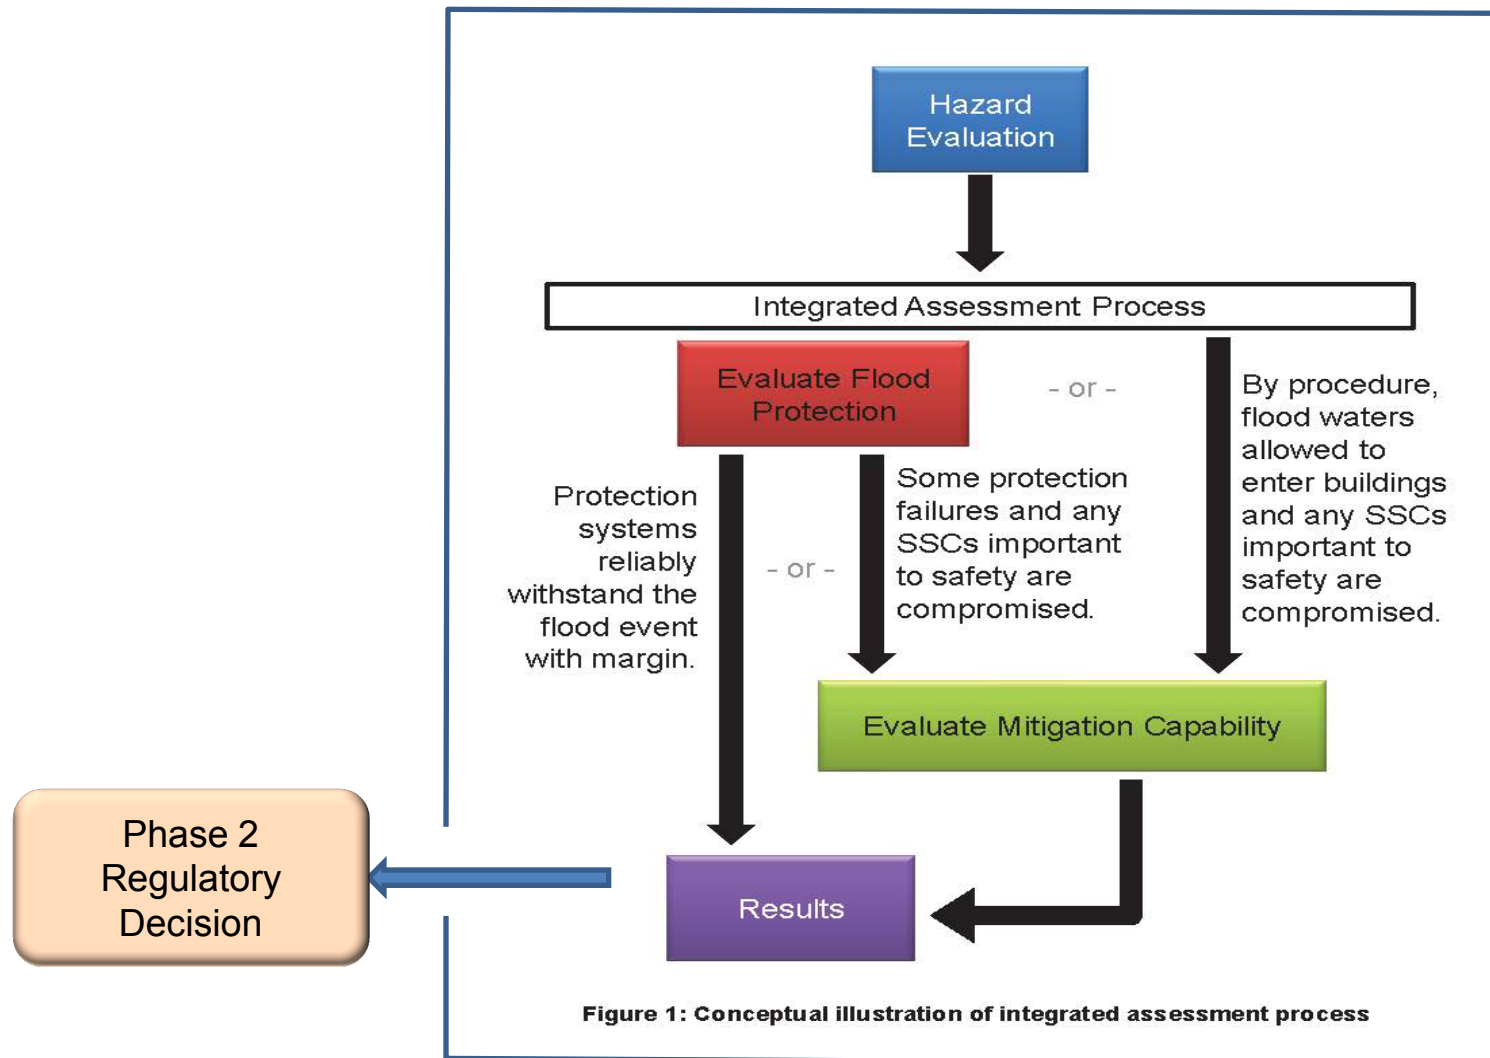 Hazard
Evaluation
Integrated Assessment Process
Evaluate Flood
Protection
- or -
By procedure,
flood waters
allowed to
enter buildings
and any SSCs
important to
safety are
compromised.
Protection
systems
reliably
withstand the
flood event
with margin.
- or -
Some protection
failures and any
SSCs important
to safety are
compromised.
Evaluate Mitigation Capability
Phase 2
Regulatory
Decision
Results
Figure 1: Conceptual illustration of integrated assessment process